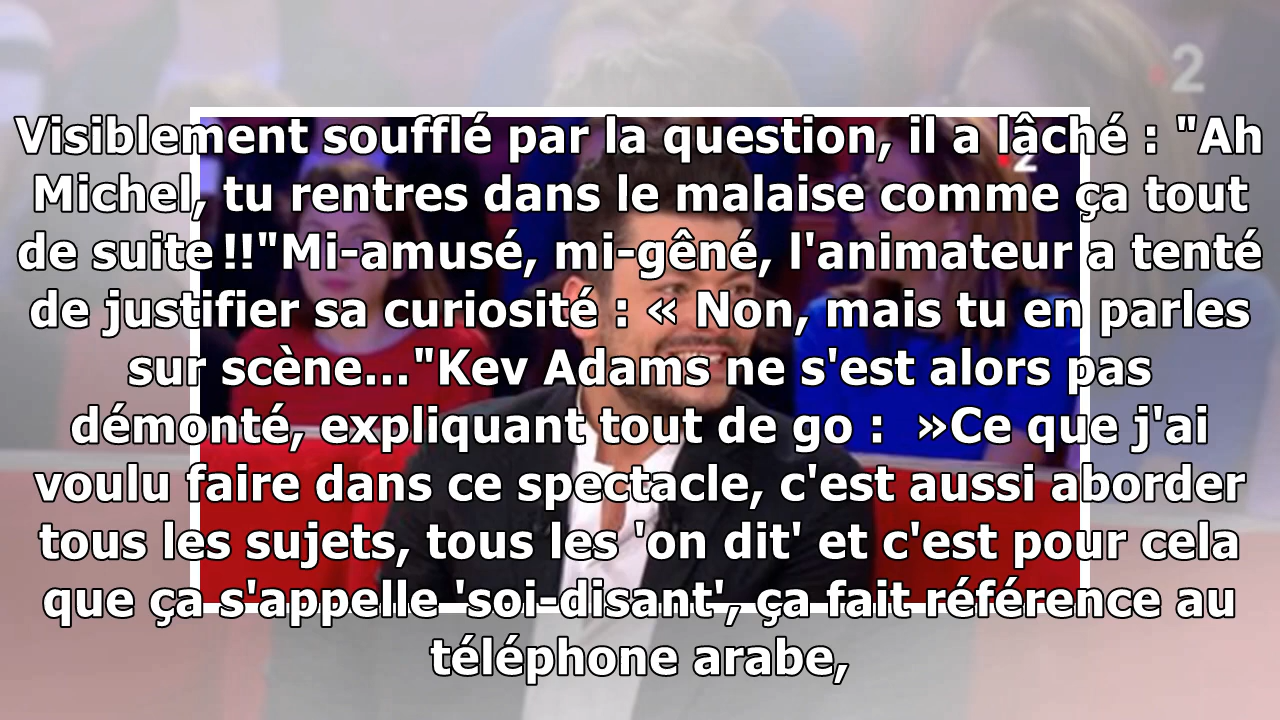 2
Visiblement soufflé par la question, il a lâché : "Ah
2
Michel, tu rentres dans le malaise comme ça tout
de suite !!"Mi-amusé, mi-gêné, l'animateur a tenté
de justifier sa curiosité : « Non, mais tu en parles
sur scène..."Kev Adams ne s'est alors pas
démonté, expliquant tout de go :  »Ce que j'ai
voulu faire dans ce spectacle, c'est aussi aborder
tous les sujets, tous les 'on dit' et c'est pour cela
que ça s'appelle 'soi-disant', ça fait référence au
téléphone arabe,